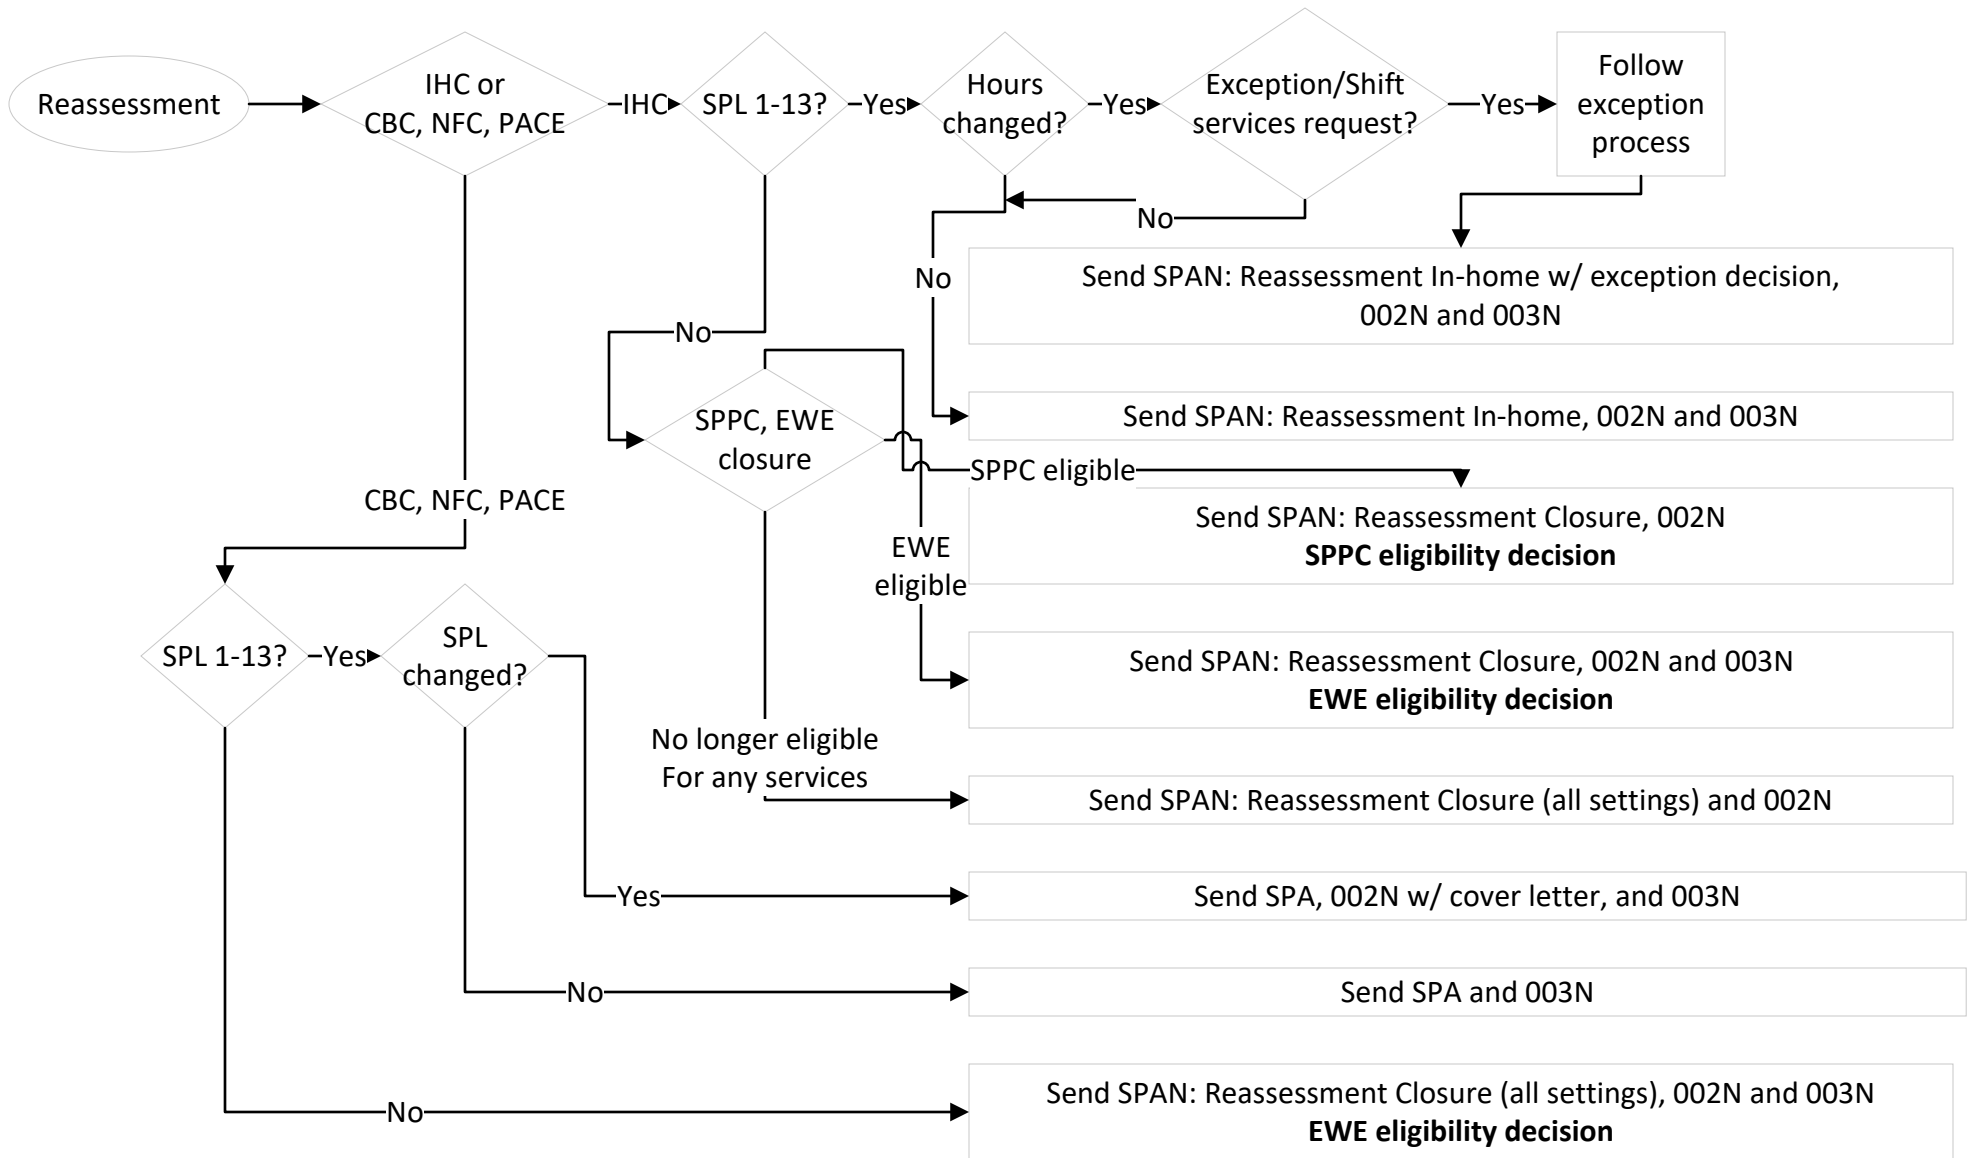 Reassessment
IHC or
CBC, NFC, PACE
IHC
SPL 1-13?
Yes
Hours
changed?
Yes
Exception/Shift
services request?
Yes
Follow
exception
process
No
No
Send SPAN: Reassessment In-home w/ exception decision,
002N and 003N
No
Send SPAN: Reassessment In-home, 002N and 003N
SPPC, EWE
closure
SPPC eligible
CBC, NFC, PACE
Send SPAN: Reassessment Closure, 002N
SPPC eligibility decision
EWE
eligible
SPL 1-13?
Yes
SPL
changed?
Send SPAN: Reassessment Closure, 002N and 003N
EWE eligibility decision
No longer eligible
For any services
Send SPAN: Reassessment Closure (all settings) and 002N
Yes
Send SPA, 002N w/ cover letter, and 003N
No
Send SPA and 003N
No
Send SPAN: Reassessment Closure (all settings), 002N and 003N
EWE eligibility decision